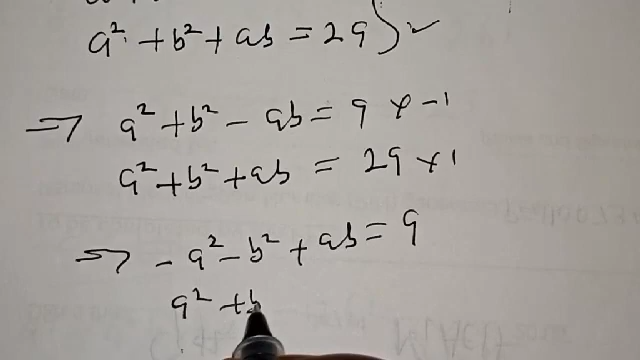 a² + b² + ab = 29
⇒ a² + b² - ab = 9 × -1
a² + b² + ab = 29 × 1
⇒ - a² - b² + ab = 9
a² + b